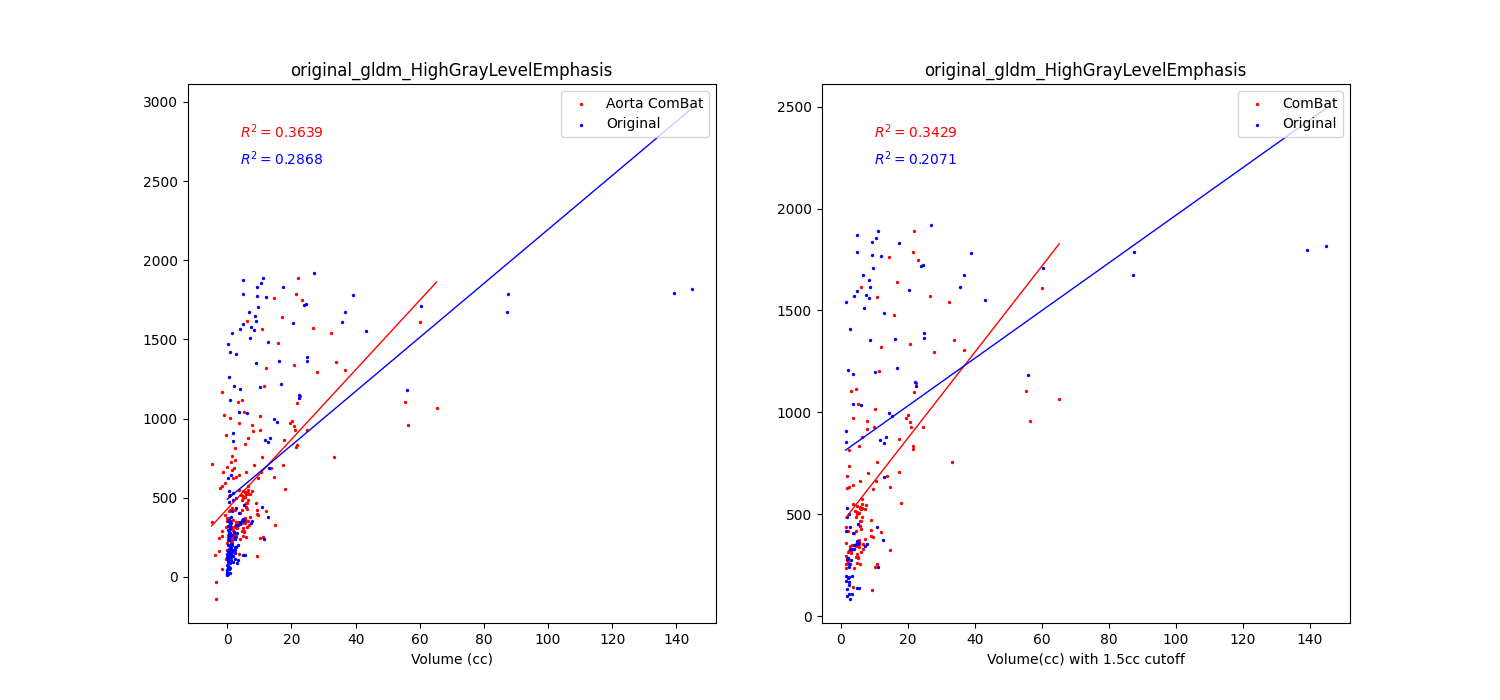 original_gldm_HighGrayLevelEmphasis
3000
2500
2000
1500
1000
500
0
R² = 0.3639
R² = 0.2868
Aorta ComBat
Original
0 20 40 60 80 100 120 140
Volume (cc)
original_gldm_HighGrayLevelEmphasis
2500
2000
1500
1000
500
0
R² = 0.3429
R² = 0.2071
ComBat
Original
0 20 40 60 80 100 120 140
Volume(cc) with 1.5cc cutoff